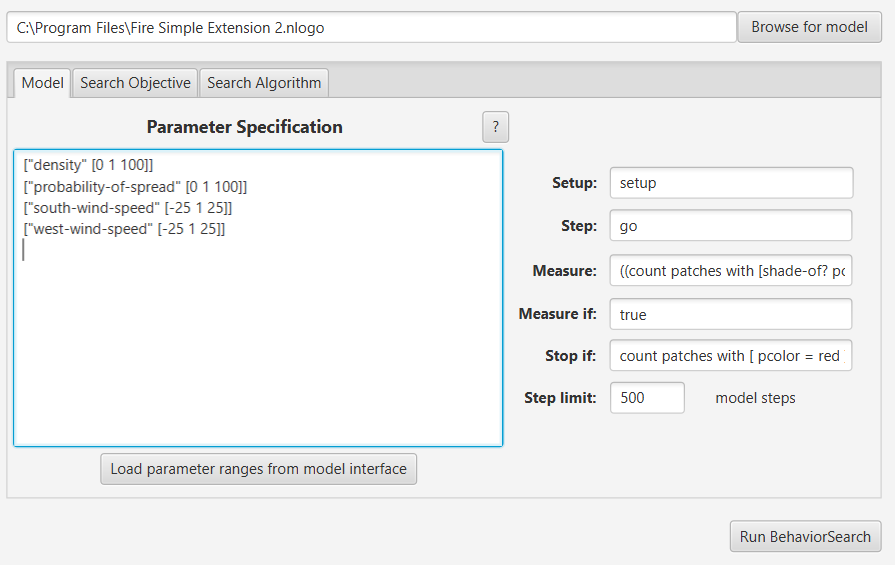 C:\Program Files\Fire Simple Extension 2.nlogo
Browse for model
Model
Search Objective
Search Algorithm
Parameter Specification
?
["density" [0 1 100]]
["probability-of-spread" [0 1 100]]
["south-wind-speed" [-25 1 25]]
["west-wind-speed" [-25 1 25]]
Setup: setup
Step: go
Measure: ((count patches with [shade-of? pc
Measure if: true
Stop if: count patches with [ pcolor = red
Step limit: 500 model steps
Load parameter ranges from model interface
Run BehaviorSearch